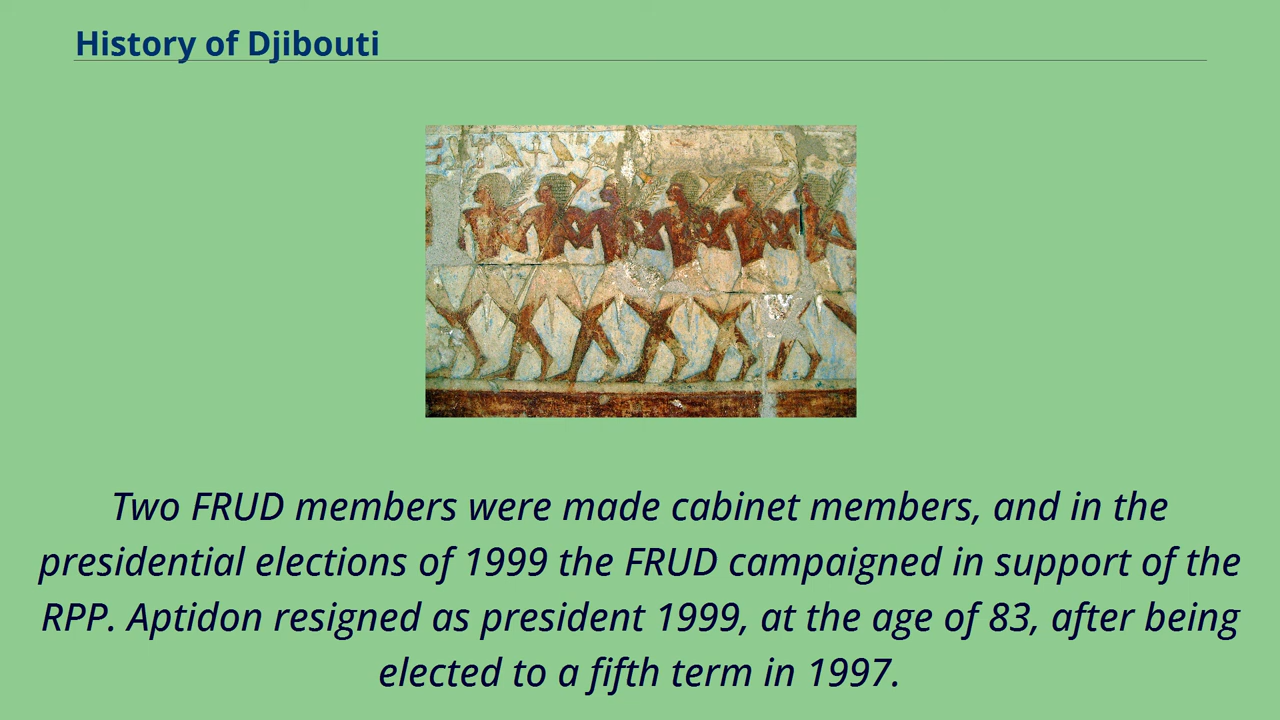 History of Djibouti
Two FRUD members were made cabinet members, and in the
presidential elections of 1999 the FRUD campaigned in support of the
RPP. Aptidon resigned as president 1999, at the age of 83, after being
elected to a fifth term in 1997.